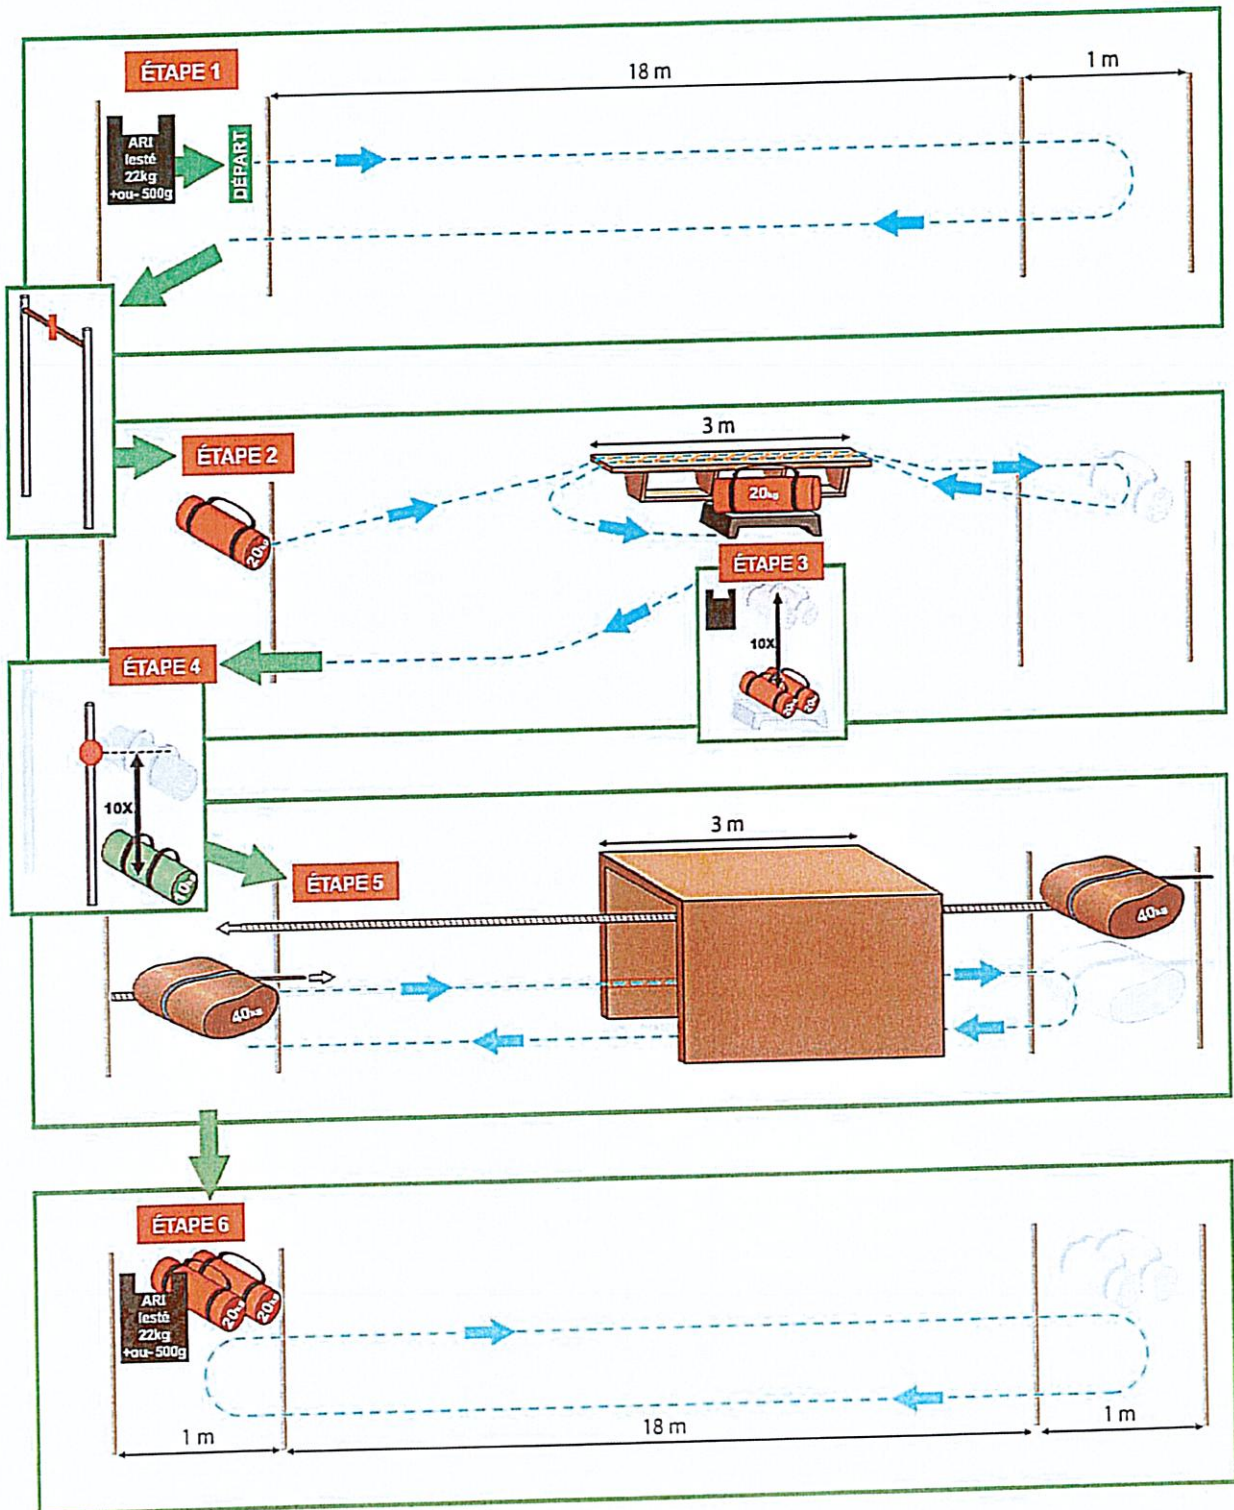 ÉTAPE 1
18 m
1 m
ARI
lesté
22kg
+ou- 500g
DÉPART
ÉTAPE 2
3 m
20kg
20kg
ÉTAPE 3
10X
ÉTAPE 4
10X
3 m
ÉTAPE 5
40kg
40kg
ÉTAPE 6
ARI
lesté
22kg
+ou- 500g
20kg
20kg
1 m
18 m
1 m